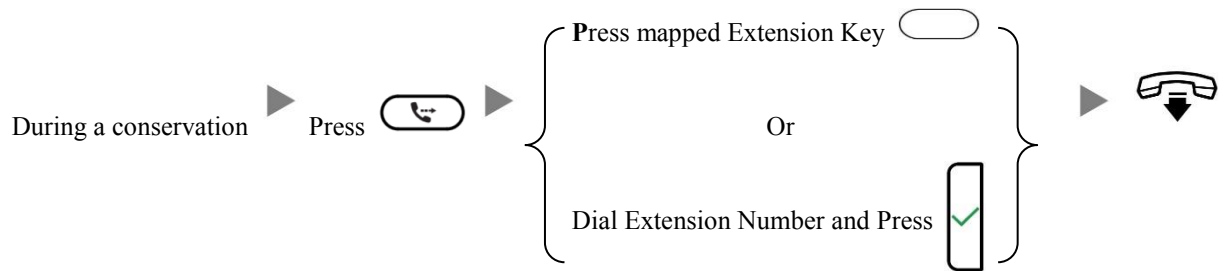 Press mapped Extension Key
During a conservation Press Or
Dial Extension Number and Press